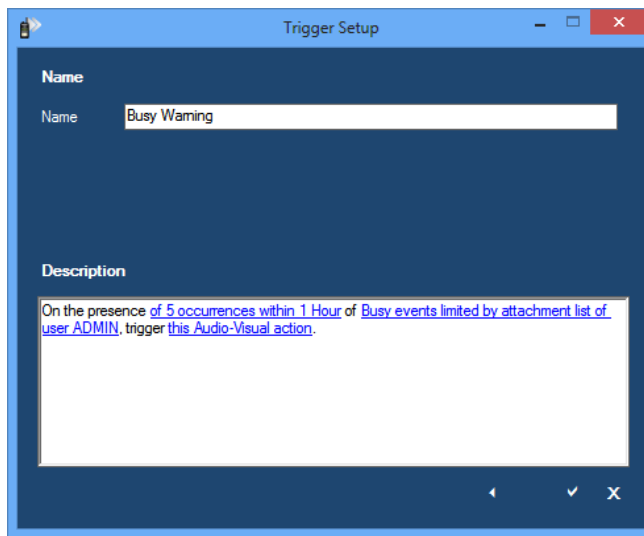 Trigger Setup
Name
Name Busy Warning
Description
On the presence of 5 occurrences within 1 Hour of Busy events limited by attachment list of
user ADMIN, trigger this Audio-Visual action.